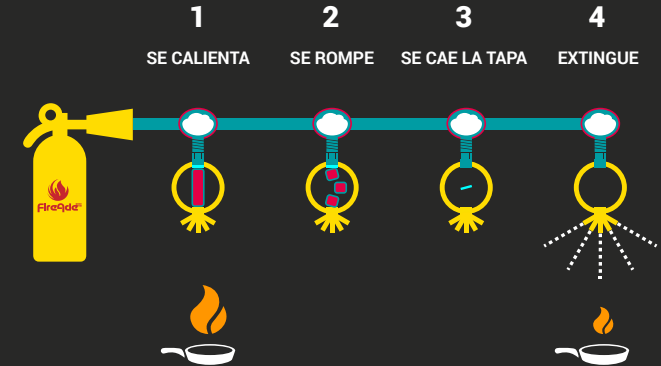 1
2
3
4
SE CALIENTA
SE ROMPE
SE CAE LA TAPA
EXTINGUE
FireAde